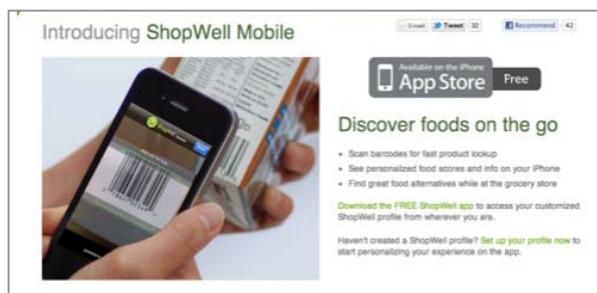 Introducing ShopWell Mobile
Email Tweet 32 Recommend 42
Available on the iPhone
App Store Free
Discover foods on the go
• Scan barcodes for fast product lookup
• See personalized food scores and info on your iPhone
• Find great food alternatives while at the grocery store
Download the FREE ShopWell app to access your customized
ShopWell profile from wherever you are.
Haven't created a ShopWell profile? Set up your profile now to
start personalizing your experience on the app.